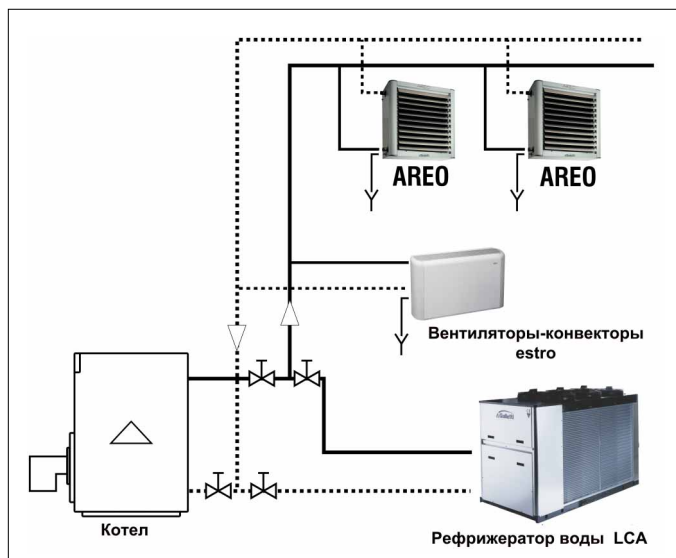 AREO
AREO
Вентиляторы-конвекторы
estro
Котел
Рефрижератор воды LCA